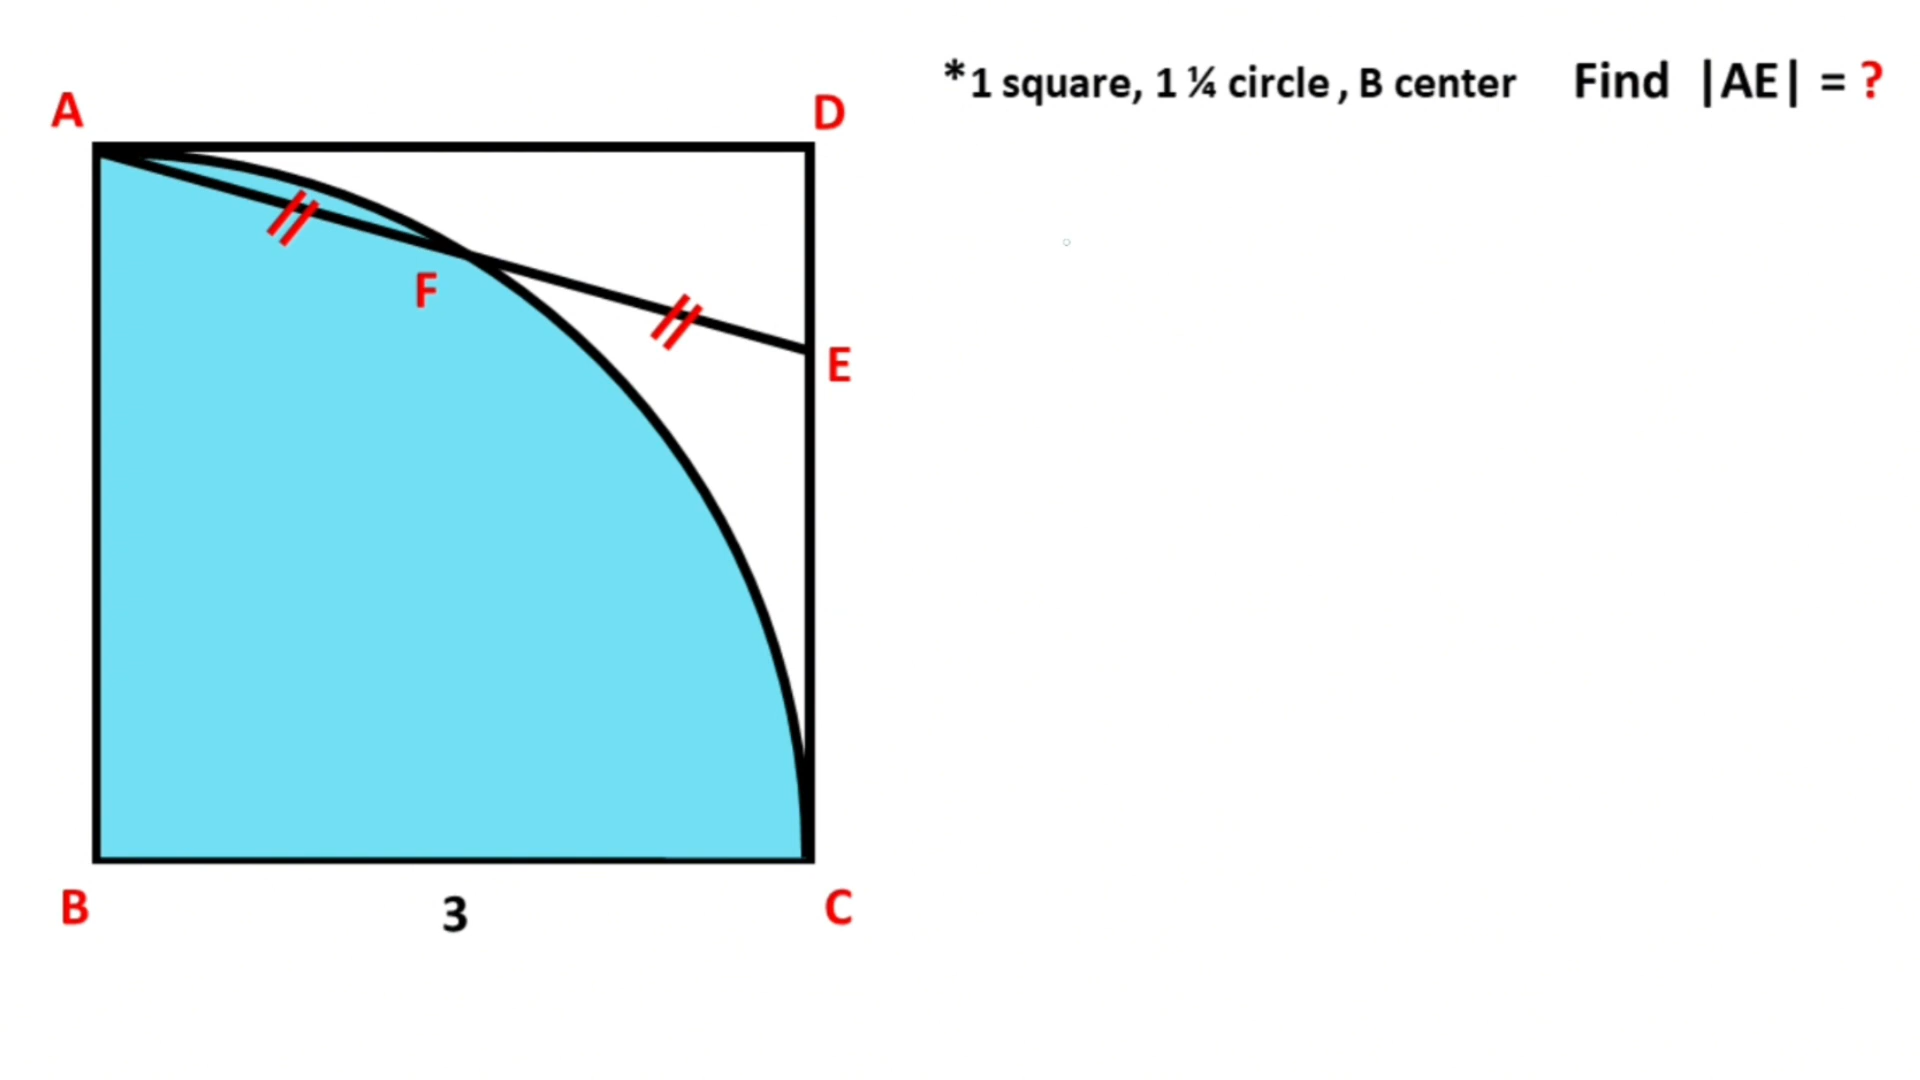 *1 square, 1 ¼ circle , B center Find |AE| = ?
A
D
F
E
B
3
C